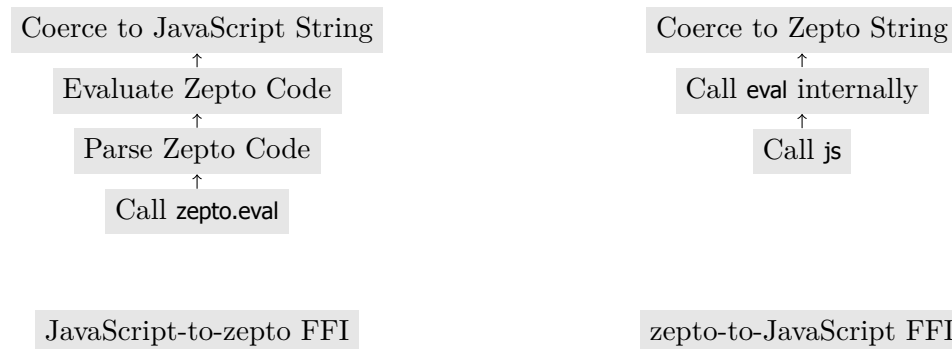 Coerce to JavaScript String
↑
Evaluate Zepto Code
↑
Parse Zepto Code
↑
Call zepto.eval
JavaScript-to-zepto FFI
Coerce to Zepto String
↑
Call eval internally
↑
Call js
zepto-to-JavaScript FFI